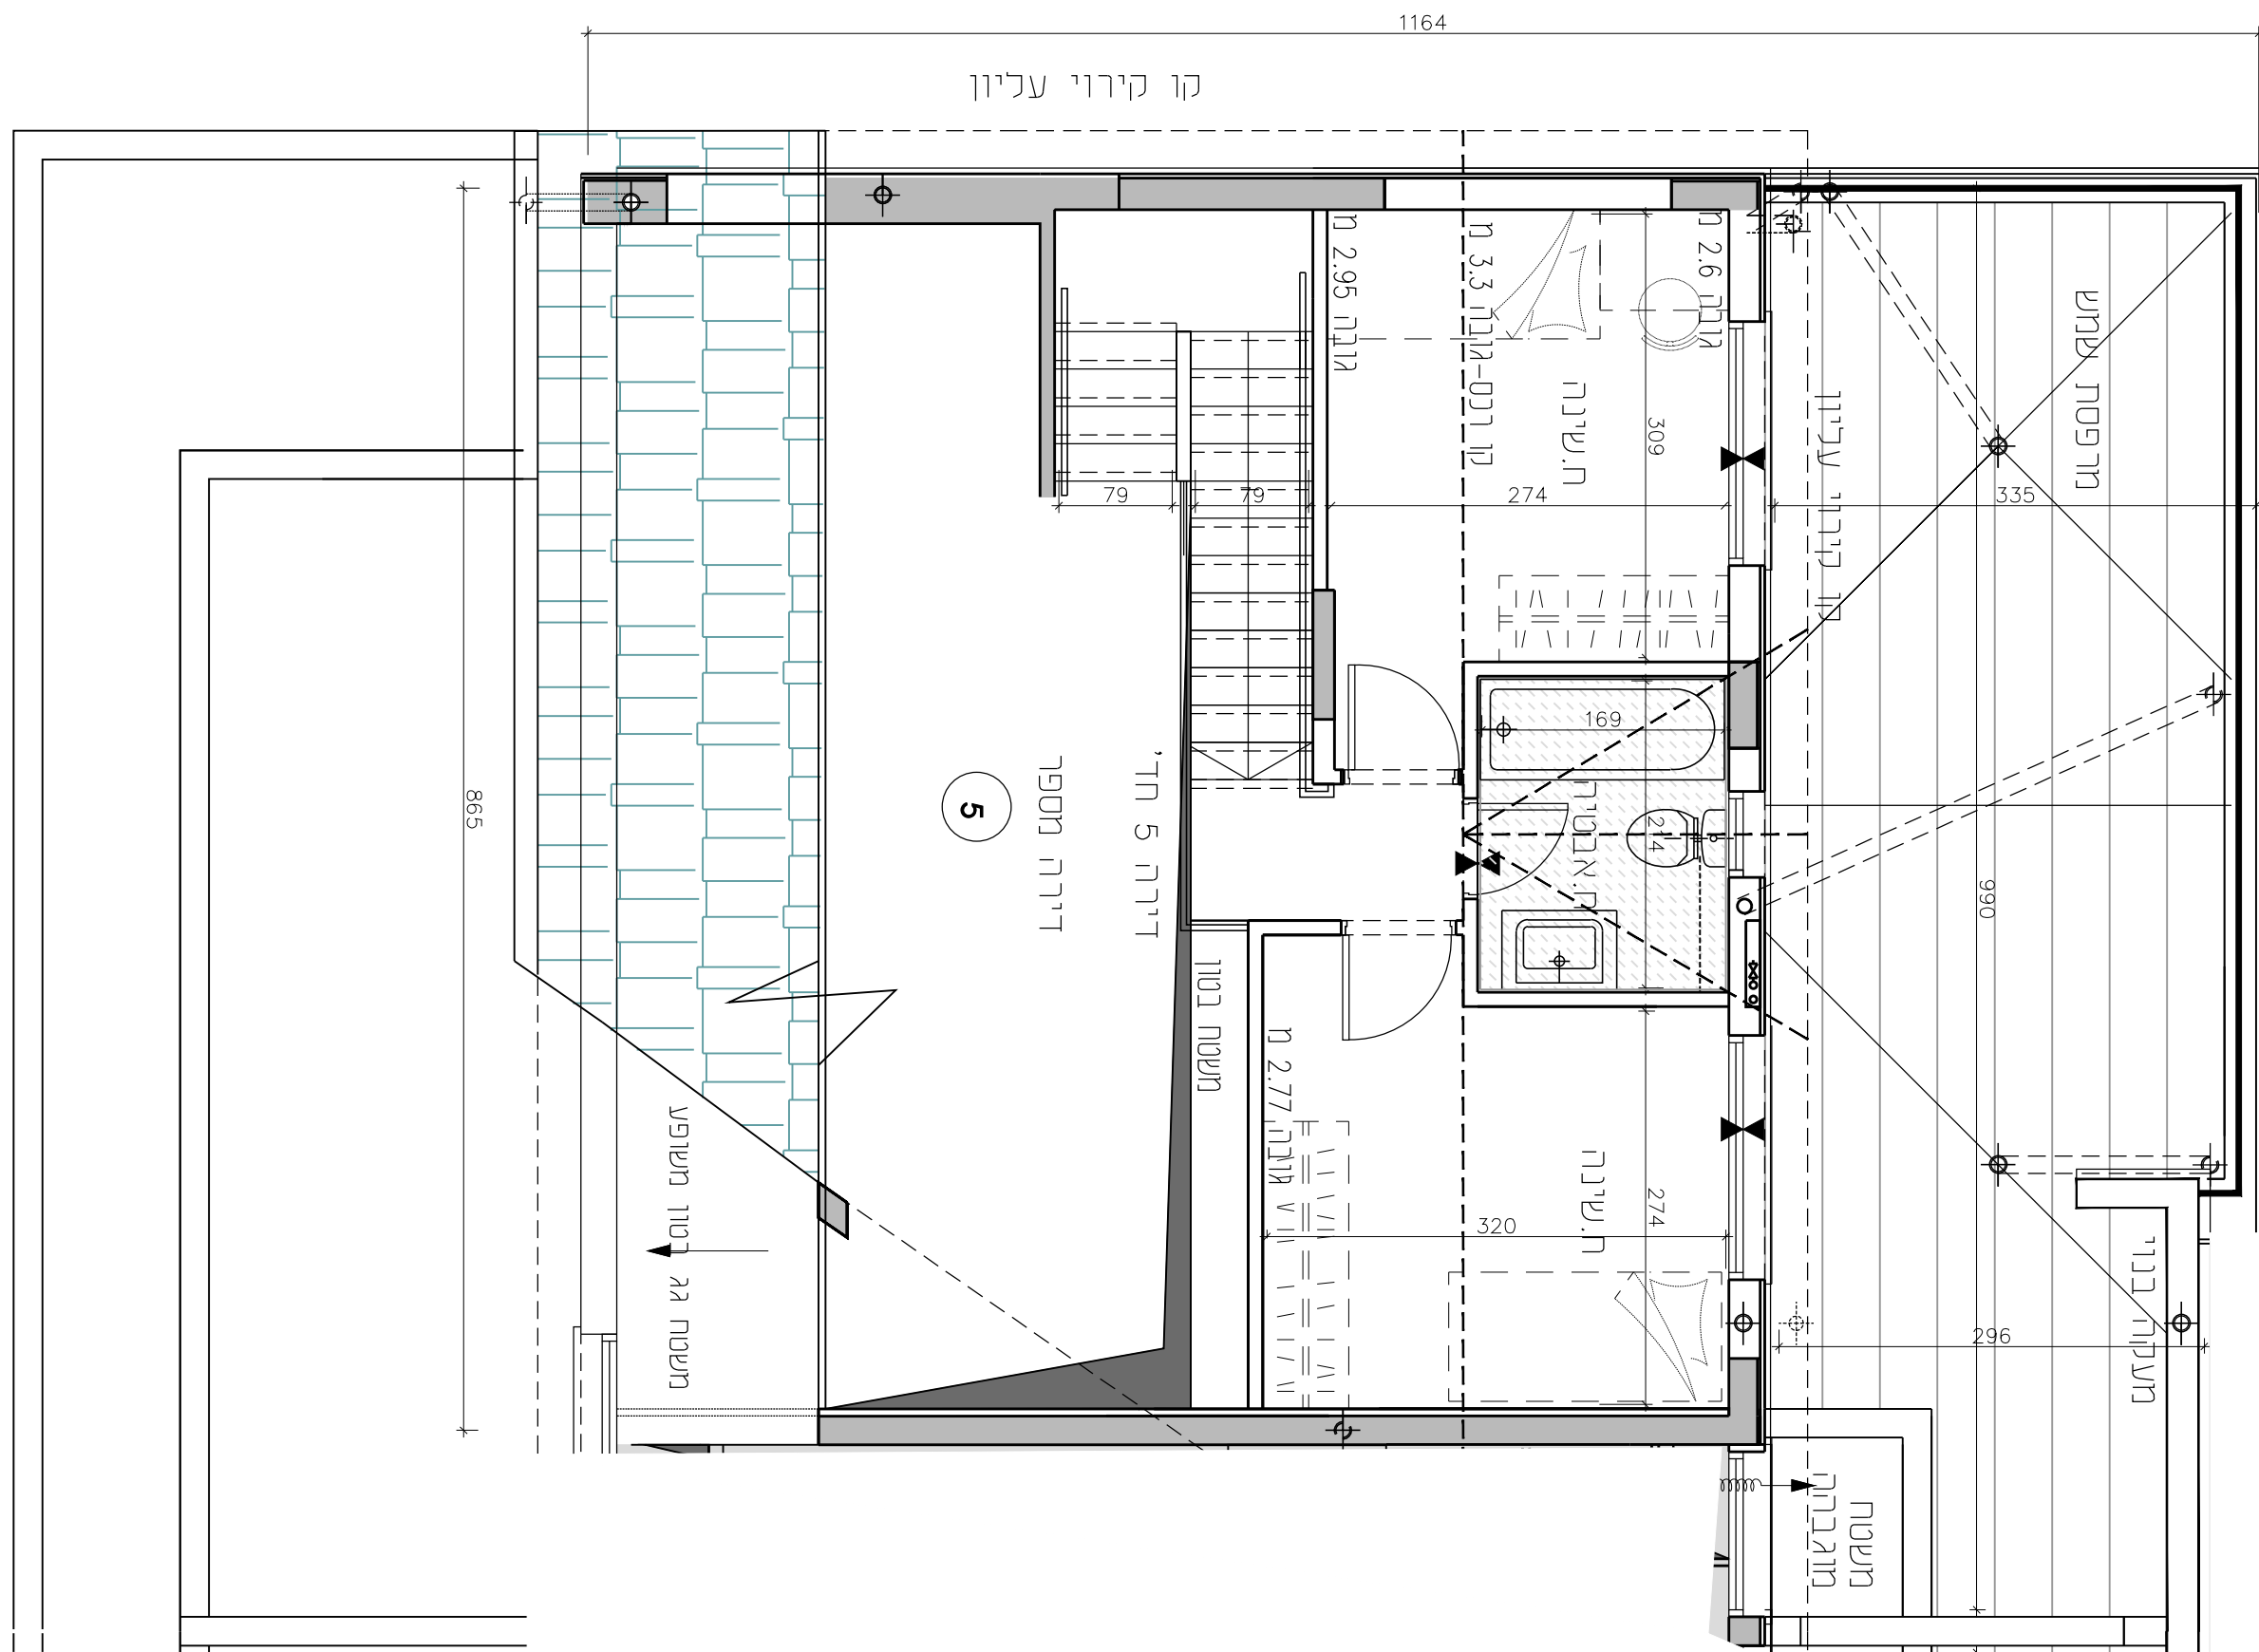 1164
קו קירוי עליון
גובה 2.95 מ
קו רכס-גובה 3.3 מ
גובה 2.6 מ
ח.שינה
309
קו קירוי עליון
מרפסת שמש
79
79
274
335
169
ח.אמבטיה
214
990
865
5
דירה מספר
דירה 5 חד'
משטח בטון
גובה 2.77 מ
ח.שינה
274
320
משטח גג בטון משופע
296
מעקה בנוי
משטח
מוגבה